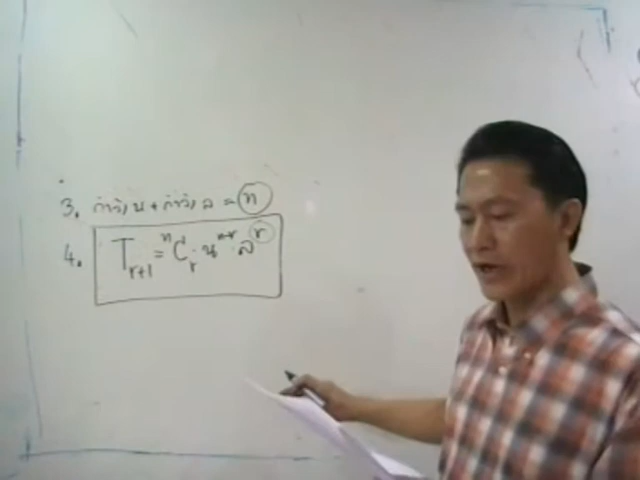 3. กำลัง น + กำลัง ล = n
4. T_{r+1} = ⁿC_r · น^{n-r} · ล^r